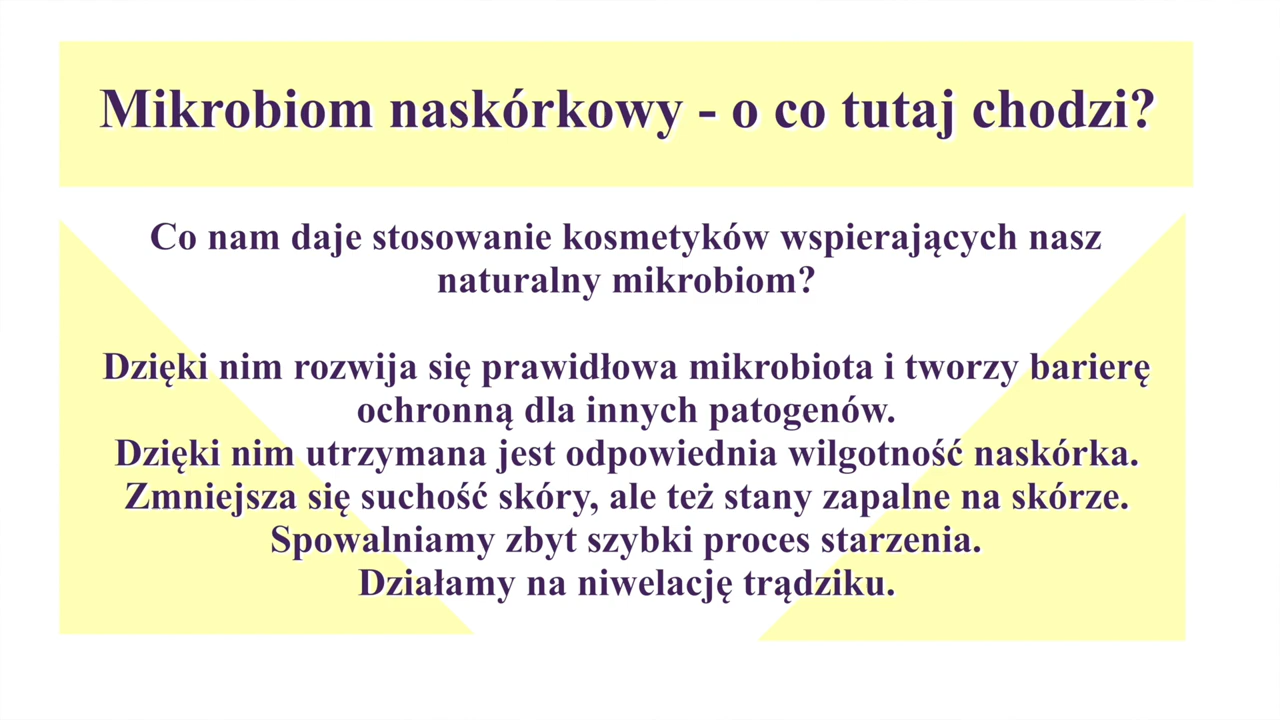 Mikrobiom naskórkowy - o co tutaj chodzi?
Co nam daje stosowanie kosmetyków wspierających nasz
naturalny mikrobiom?
Dzięki nim rozwija się prawidłowa mikrobiota i tworzy barierę
ochronną dla innych patogenów.
Dzięki nim utrzymana jest odpowiednia wilgotność naskórka.
Zmniejsza się suchość skóry, ale też stany zapalne na skórze.
Spowalniamy zbyt szybki proces starzenia.
Działamy na niwelację trądziku.